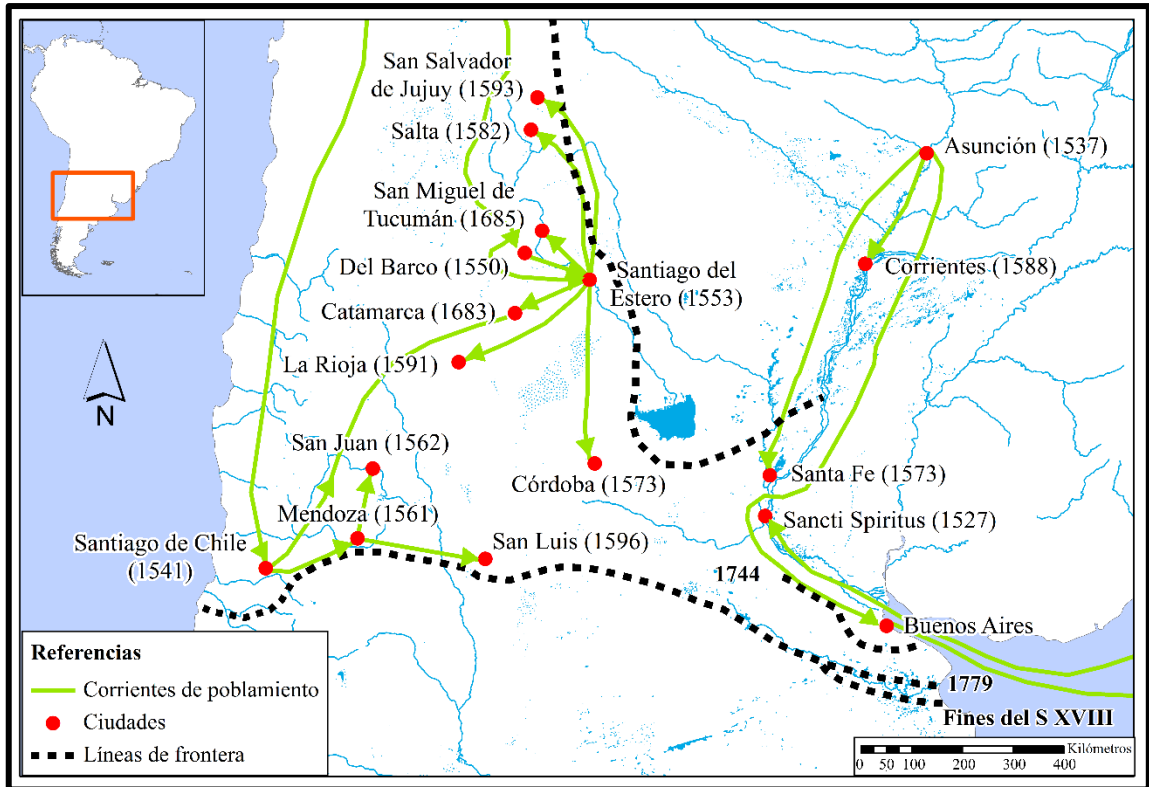 San Salvador
de Jujuy (1593)
Salta (1582)
Asunción (1537)
San Miguel de
Tucumán (1685)
Del Barco (1550)
Santiago del
Estero (1553)
Corrientes (1588)
Catamarca (1683)
La Rioja (1591)
N
San Juan (1562)
Córdoba (1573)
Santa Fe (1573)
Mendoza (1561)
Sancti Spiritus (1527)
Santiago de Chile
(1541)
San Luis (1596)
1744
Buenos Aires
Referencias
Corrientes de poblamiento
Ciudades
Líneas de frontera
1779
Fines del S XVIII
Kilómetros
0 50 100 200 300 400